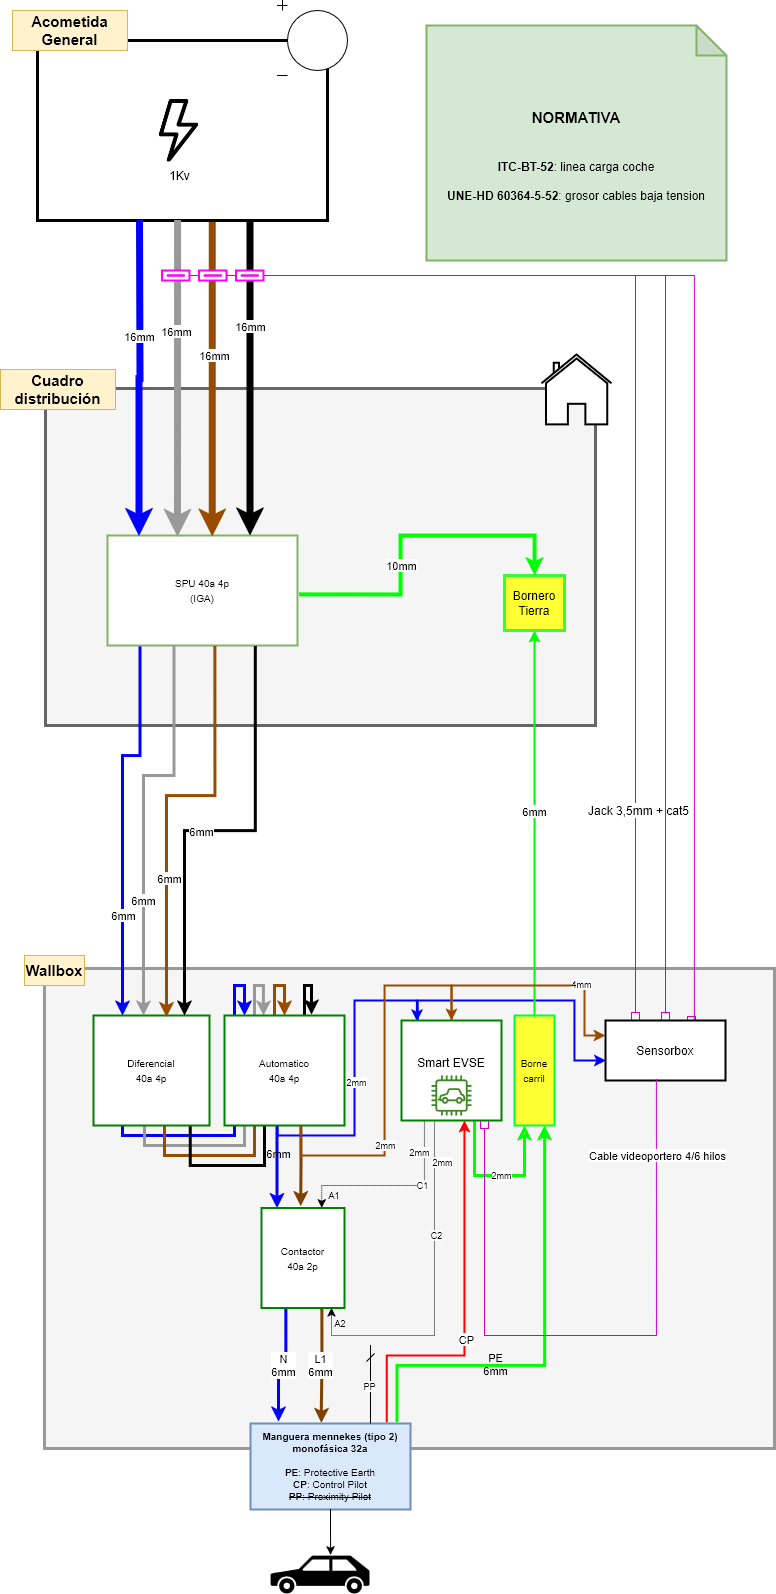 Acometida
General
+
−
1Kv
NORMATIVA
ITC-BT-52: linea carga coche
UNE-HD 60364-5-52: grosor cables baja tension
16mm
16mm
16mm
16mm
Cuadro
distribución
SPU 40a 4p
(IGA)
10mm
Bornero
Tierra
6mm
Jack 3,5mm + cat5
6mm
6mm
6mm
6mm
Wallbox
4mm
Diferencial
40a 4p
Automatico
40a 4p
2mm
Smart EVSE
Borne
carril
Sensorbox
6mm
2mm
2mm
2mm
2mm
Cable videoportero 4/6 hilos
C1
A1
C2
Contactor
40a 2p
A2
CP
N
6mm
L1
6mm
PP
PE
6mm
Manguera mennekes (tipo 2)
monofásica 32a
PE: Protective Earth
CP: Control Pilot
PP: Proximity Pilot